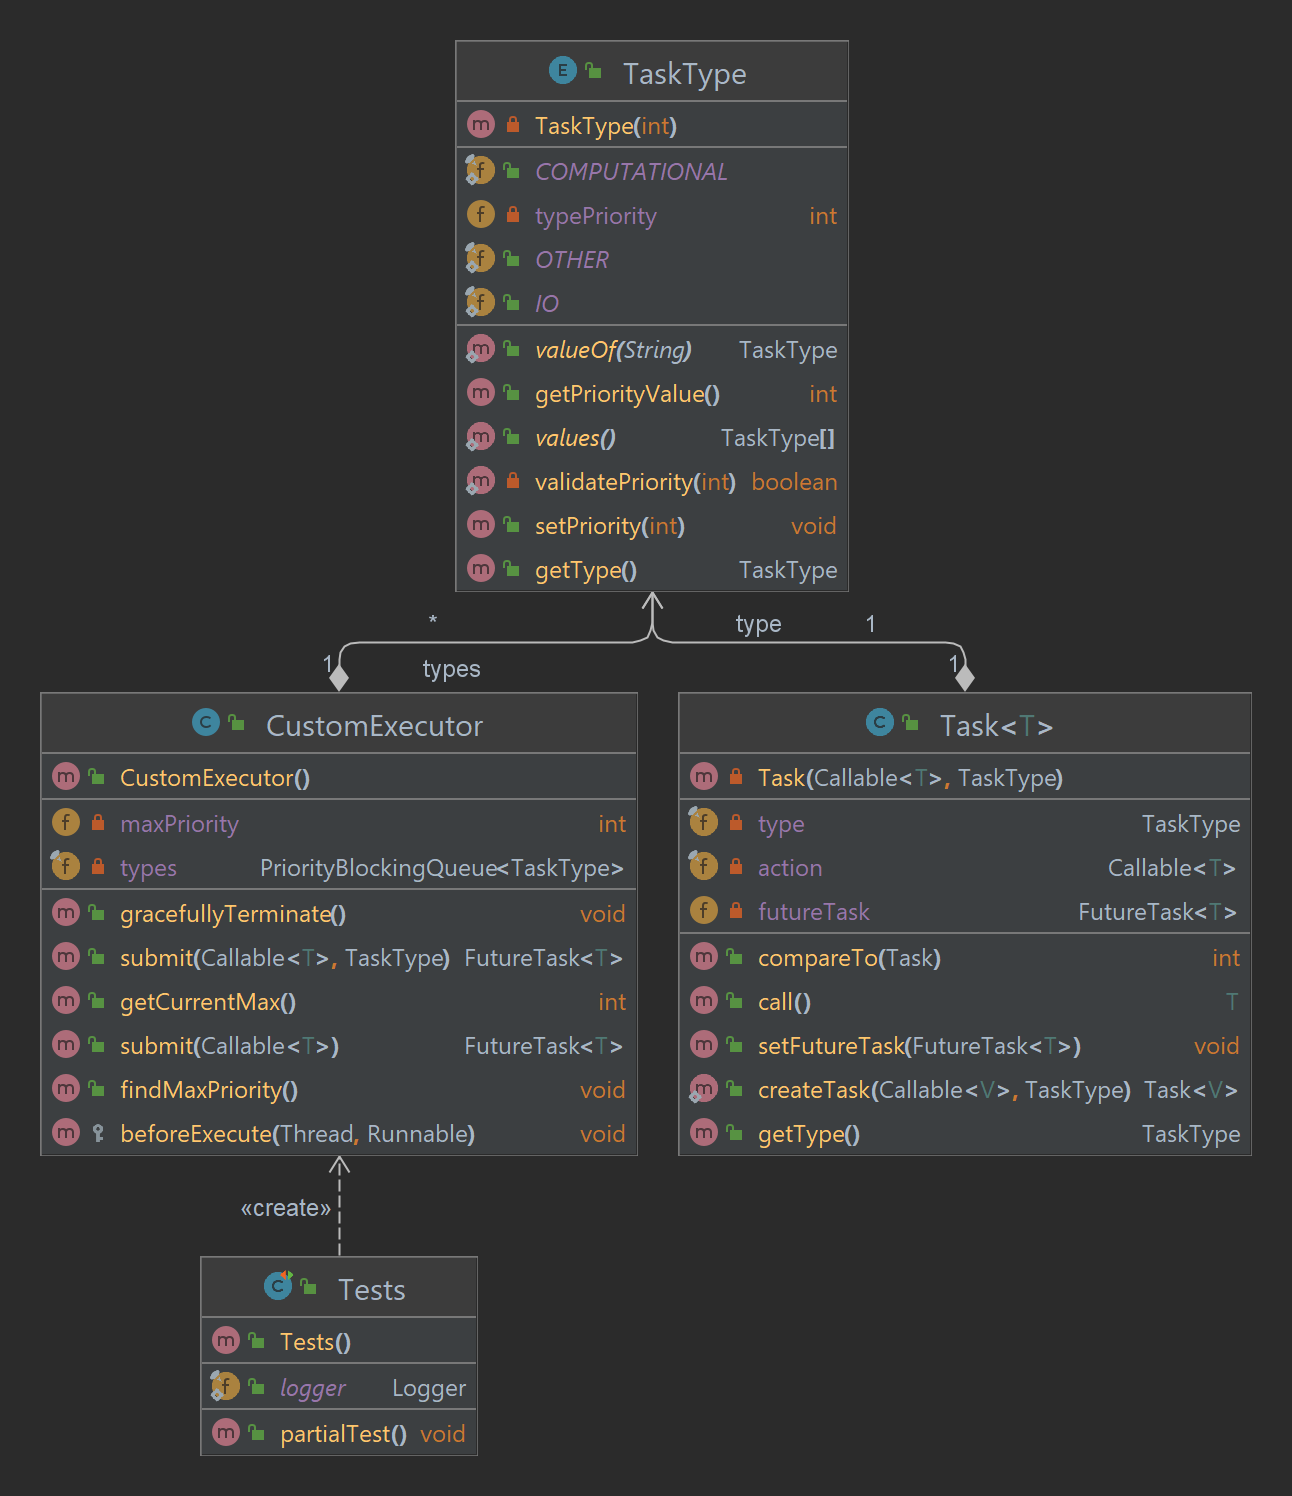 TaskType
TaskType(int)
COMPUTATIONAL
typePriority int
OTHER
IO
valueOf(String) TaskType
getPriorityValue() int
values() TaskType[]
validatePriority(int) boolean
setPriority(int) void
getType() TaskType
* type 1
1 types 1
CustomExecutor
CustomExecutor()
maxPriority int
types PriorityBlockingQueue<TaskType>
gracefullyTerminate() void
submit(Callable<T>, TaskType) FutureTask<T>
getCurrentMax() int
submit(Callable<T>) FutureTask<T>
findMaxPriority() void
beforeExecute(Thread, Runnable) void
Task<T>
Task(Callable<T>, TaskType)
type TaskType
action Callable<T>
futureTask FutureTask<T>
compareTo(Task) int
call() T
setFutureTask(FutureTask<T>) void
createTask(Callable<V>, TaskType) Task<V>
getType() TaskType
«create»
Tests
Tests()
logger Logger
partialTest() void